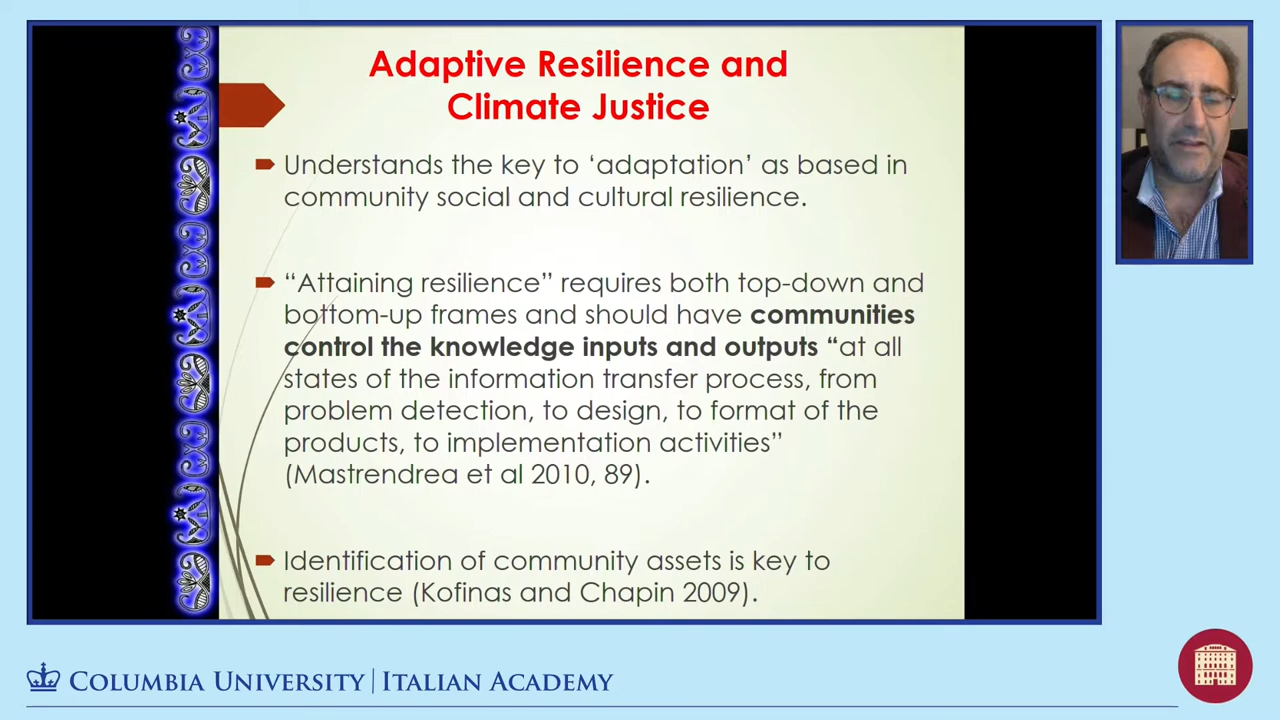 Adaptive Resilience and
Climate Justice
Understands the key to ‘adaptation’ as based in
community social and cultural resilience.
“Attaining resilience” requires both top-down and
bottom-up frames and should have communities
control the knowledge inputs and outputs “at all
states of the information transfer process, from
problem detection, to design, to format of the
products, to implementation activities”
(Mastrendrea et al 2010, 89).
Identification of community assets is key to
resilience (Kofinas and Chapin 2009).
COLUMBIA UNIVERSITY | ITALIAN ACADEMY